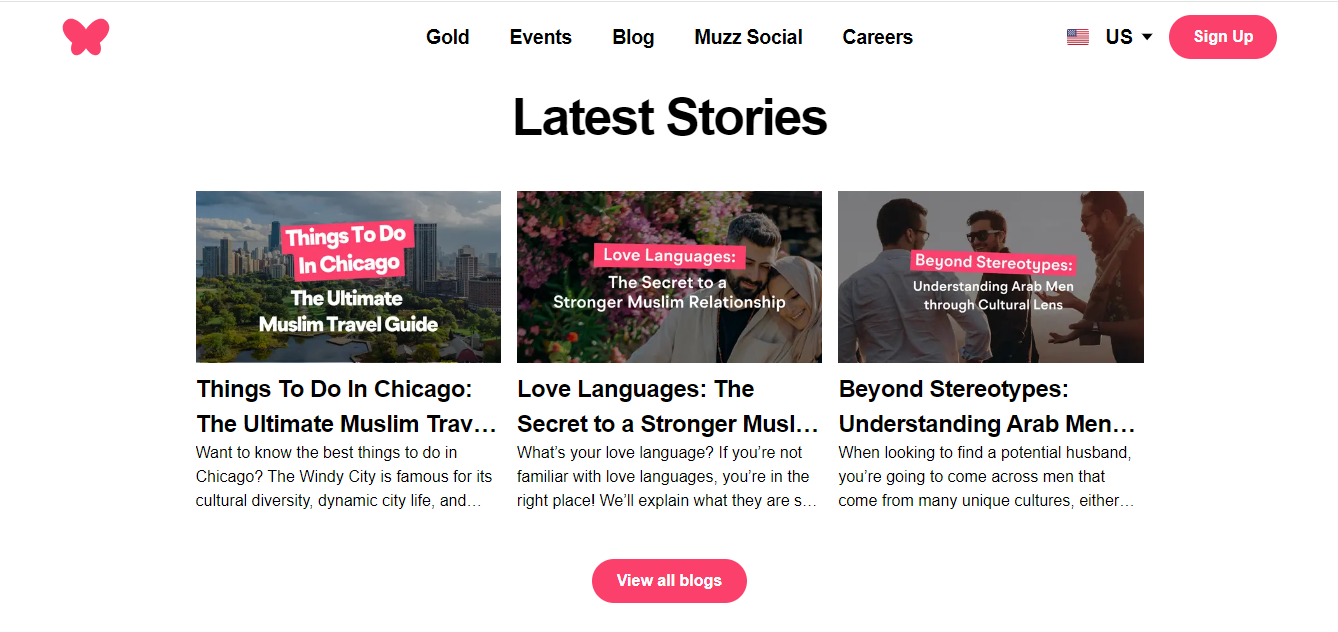 Gold Events Blog Muzz Social Careers US Sign Up
Latest Stories
Things To Do
In Chicago
The Ultimate
Muslim Travel Guide
Things To Do In Chicago:
The Ultimate Muslim Trav...
Want to know the best things to do in
Chicago? The Windy City is famous for its
cultural diversity, dynamic city life, and...
Love Languages:
The Secret to a
Stronger Muslim Relationship
Love Languages: The
Secret to a Stronger Musl...
What’s your love language? If you’re not
familiar with love languages, you’re in the
right place! We’ll explain what they are s...
Beyond Stereotypes:
Understanding Arab Men
through Cultural Lens
Beyond Stereotypes:
Understanding Arab Men...
When looking to find a potential husband,
you’re going to come across men that
come from many unique cultures, either...
View all blogs